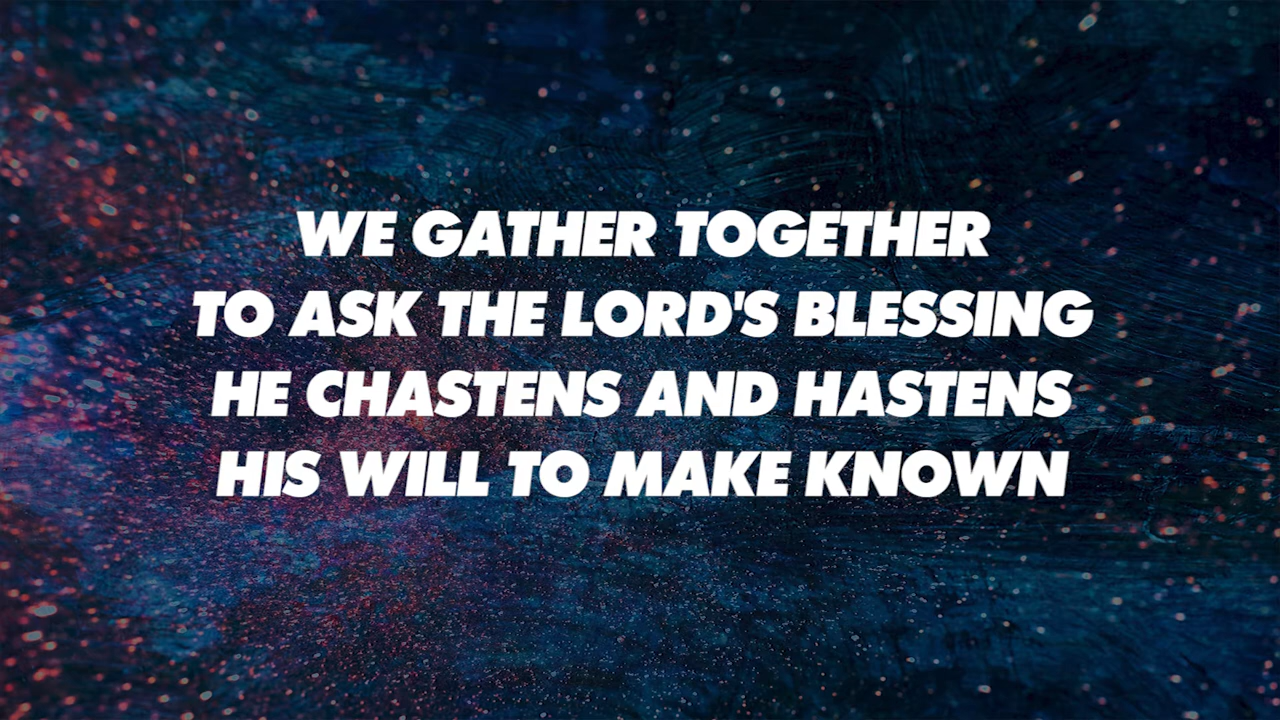 WE GATHER TOGETHER
TO ASK THE LORD'S BLESSING
HE CHASTENS AND HASTENS
HIS WILL TO MAKE KNOWN